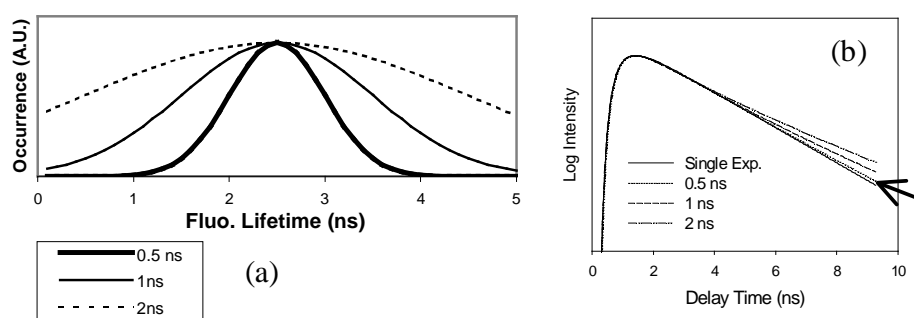 Occurrence (A.U.)
0 1 2 3 4 5
Fluo. Lifetime (ns)
0.5 ns
1ns
2ns
(a)
(b)
Log Intensity
Single Exp.
0.5 ns
1 ns
2 ns
0 2 4 6 8 10
Delay Time (ns)